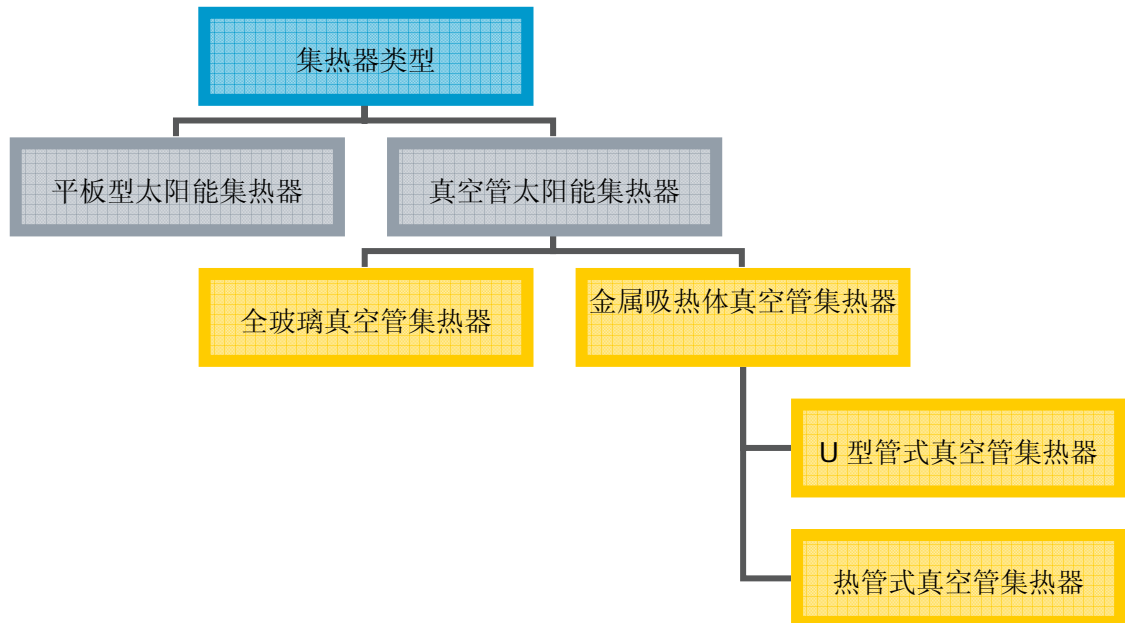 集热器类型
平板型太阳能集热器
真空管太阳能集热器
全玻璃真空管集热器
金属吸热体真空管集热器
U 型管式真空管集热器
热管式真空管集热器